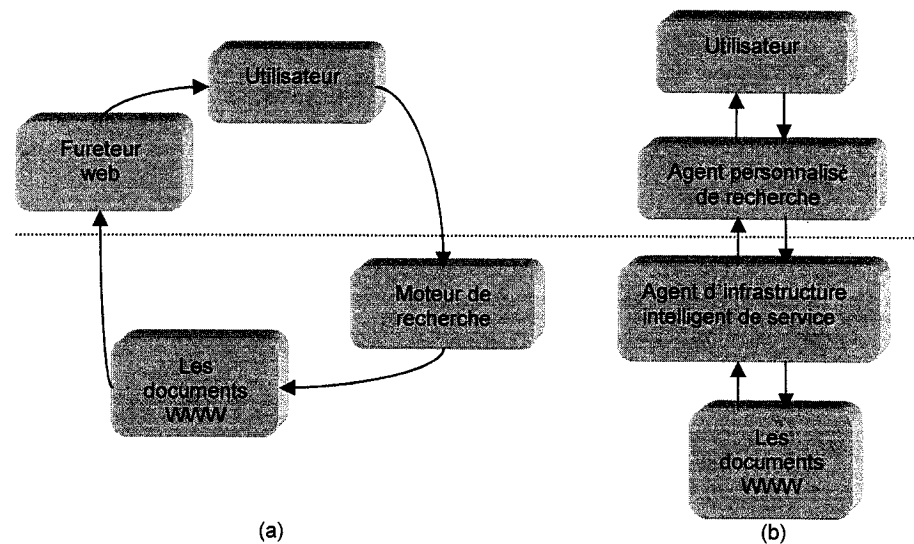 Utilisateur
Fureteur
web
Moteur de
recherche
Les
documents
WWW
(a)
Utilisateur
Agent personnalisé
de recherche
Agent d'infrastructure
intelligent de service
Les
documents
WWW
(b)